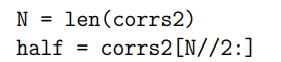 N = len(corrs2)
half = corrs2[N//2:]